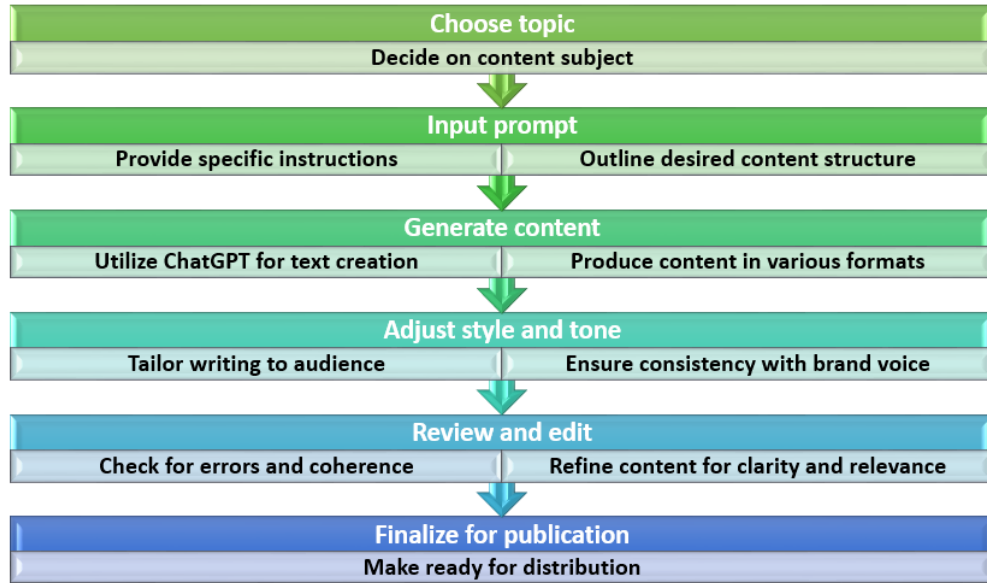 Choose topic
Decide on content subject
Input prompt
Provide specific instructions
Outline desired content structure
Generate content
Utilize ChatGPT for text creation
Produce content in various formats
Adjust style and tone
Tailor writing to audience
Ensure consistency with brand voice
Review and edit
Check for errors and coherence
Refine content for clarity and relevance
Finalize for publication
Make ready for distribution